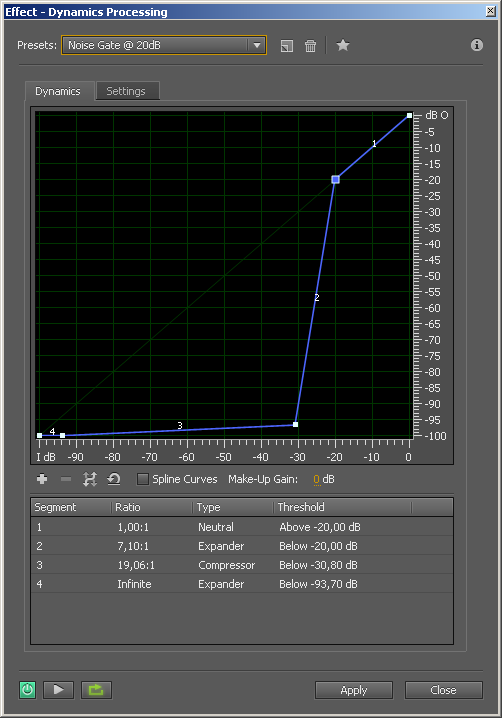 Effect - Dynamics Processing
Presets: Noise Gate @ 20dB
Dynamics Settings
dB O
-5
-10
-15
-20
-25
-30
-35
-40
-45
-50
-55
-60
-65
-70
-75
-80
-85
-90
-95
-100
1
2
3
4
I dB -90 -80 -70 -60 -50 -40 -30 -20 -10 0
Spline Curves Make-Up Gain: 0 dB
Segment Ratio Type Threshold
1 1,00:1 Neutral Above -20,00 dB
2 7,10:1 Expander Below -20,00 dB
3 19,06:1 Compressor Below -30,80 dB
4 Infinite Expander Below -93,70 dB
Apply Close